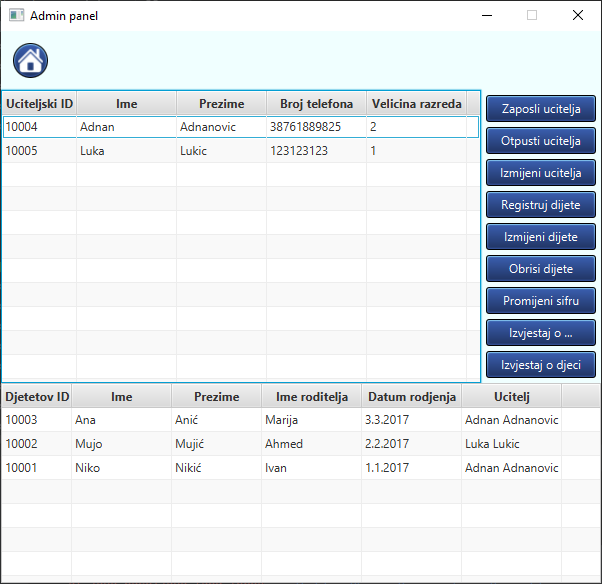 Admin panel
Uciteljski ID Ime Prezime Broj telefona Velicina razreda
10004 Adnan Adnanovic 38761889825 2
10005 Luka Lukic 123123123 1
Zaposli ucitelja
Otpusti ucitelja
Izmijeni ucitelja
Registruj dijete
Izmijeni dijete
Obrisi dijete
Promijeni sifru
Izvjestaj o ...
Izvjestaj o djeci
Djetetov ID Ime Prezime Ime roditelja Datum rodjenja Ucitelj
10003 Ana Anić Marija 3.3.2017 Adnan Adnanovic
10002 Mujo Mujić Ahmed 2.2.2017 Luka Lukic
10001 Niko Nikić Ivan 1.1.2017 Adnan Adnanovic